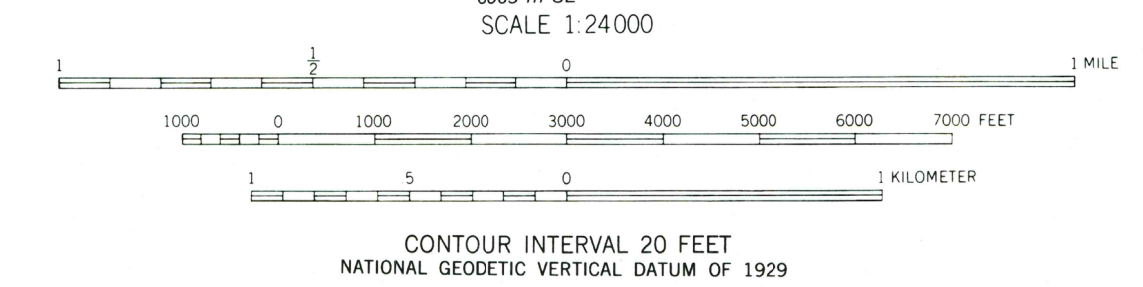 SCALE 1:24000
1 1/2 0 1 MILE
1000 0 1000 2000 3000 4000 5000 6000 7000 FEET
1 5 0 1 KILOMETER
CONTOUR INTERVAL 20 FEET
NATIONAL GEODETIC VERTICAL DATUM OF 1929